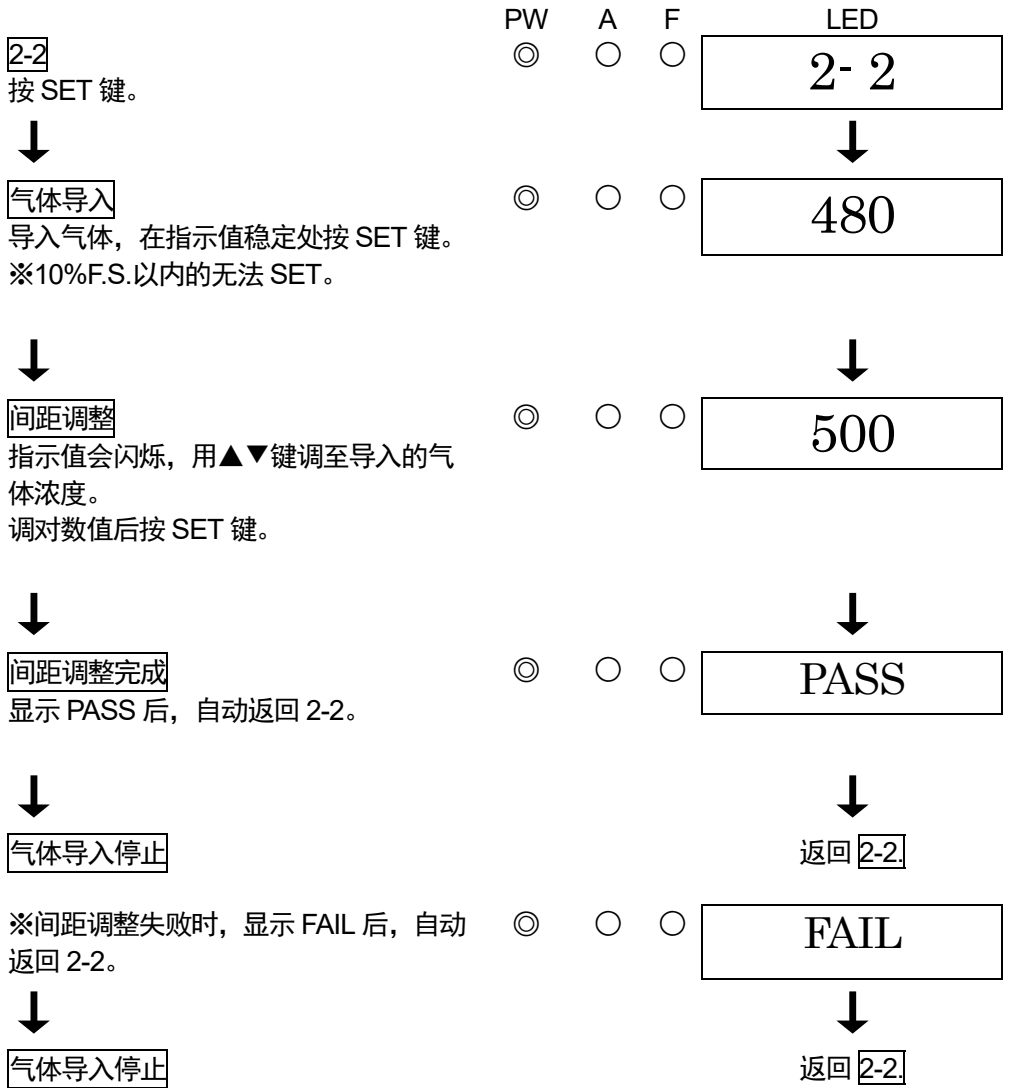 PW A F LED
2-2 ◎ ○ ○ 2- 2
按 SET 键。
↓ ↓
气体导入 ◎ ○ ○ 480
导入气体，在指示值稳定处按 SET 键。
※10%F.S.以内的无法 SET。
↓ ↓
间距调整 ◎ ○ ○ 500
指示值会闪烁，用▲▼键调至导入的气
体浓度。
调对数值后按 SET 键。
↓ ↓
间距调整完成 ◎ ○ ○ PASS
显示 PASS 后，自动返回 2-2。
↓ ↓
气体导入停止 返回 2-2.
※间距调整失败时，显示 FAIL 后，自动 ◎ ○ ○ FAIL
返回 2-2。
↓ ↓
气体导入停止 返回 2-2.